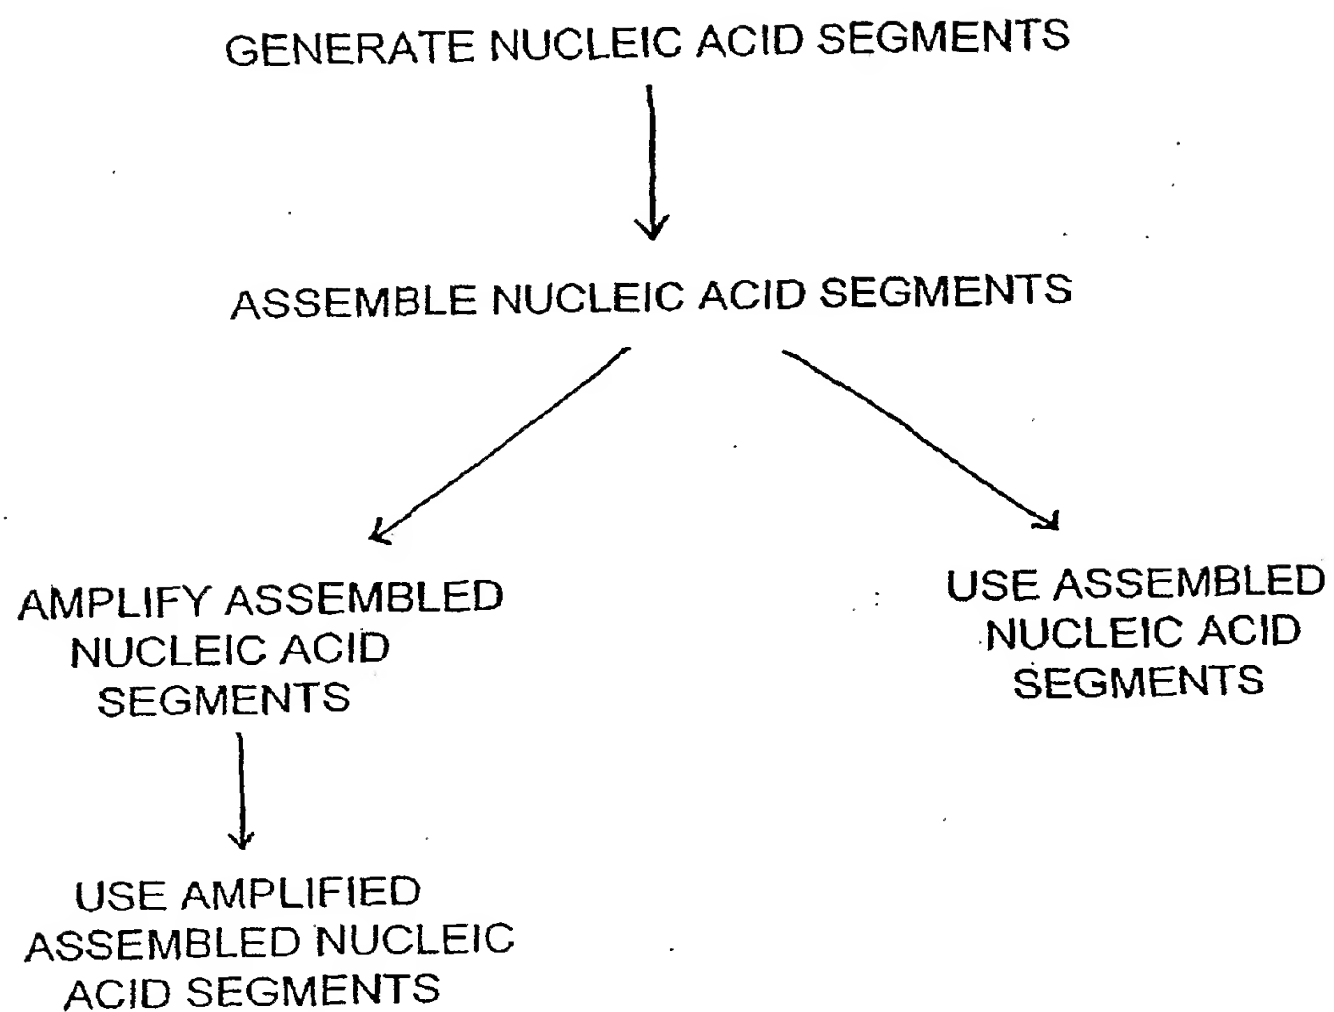 GENERATE NUCLEIC ACID SEGMENTS
ASSEMBLE NUCLEIC ACID SEGMENTS
AMPLIFY ASSEMBLED
NUCLEIC ACID
SEGMENTS
USE ASSEMBLED
NUCLEIC ACID
SEGMENTS
USE AMPLIFIED
ASSEMBLED NUCLEIC
ACID SEGMENTS